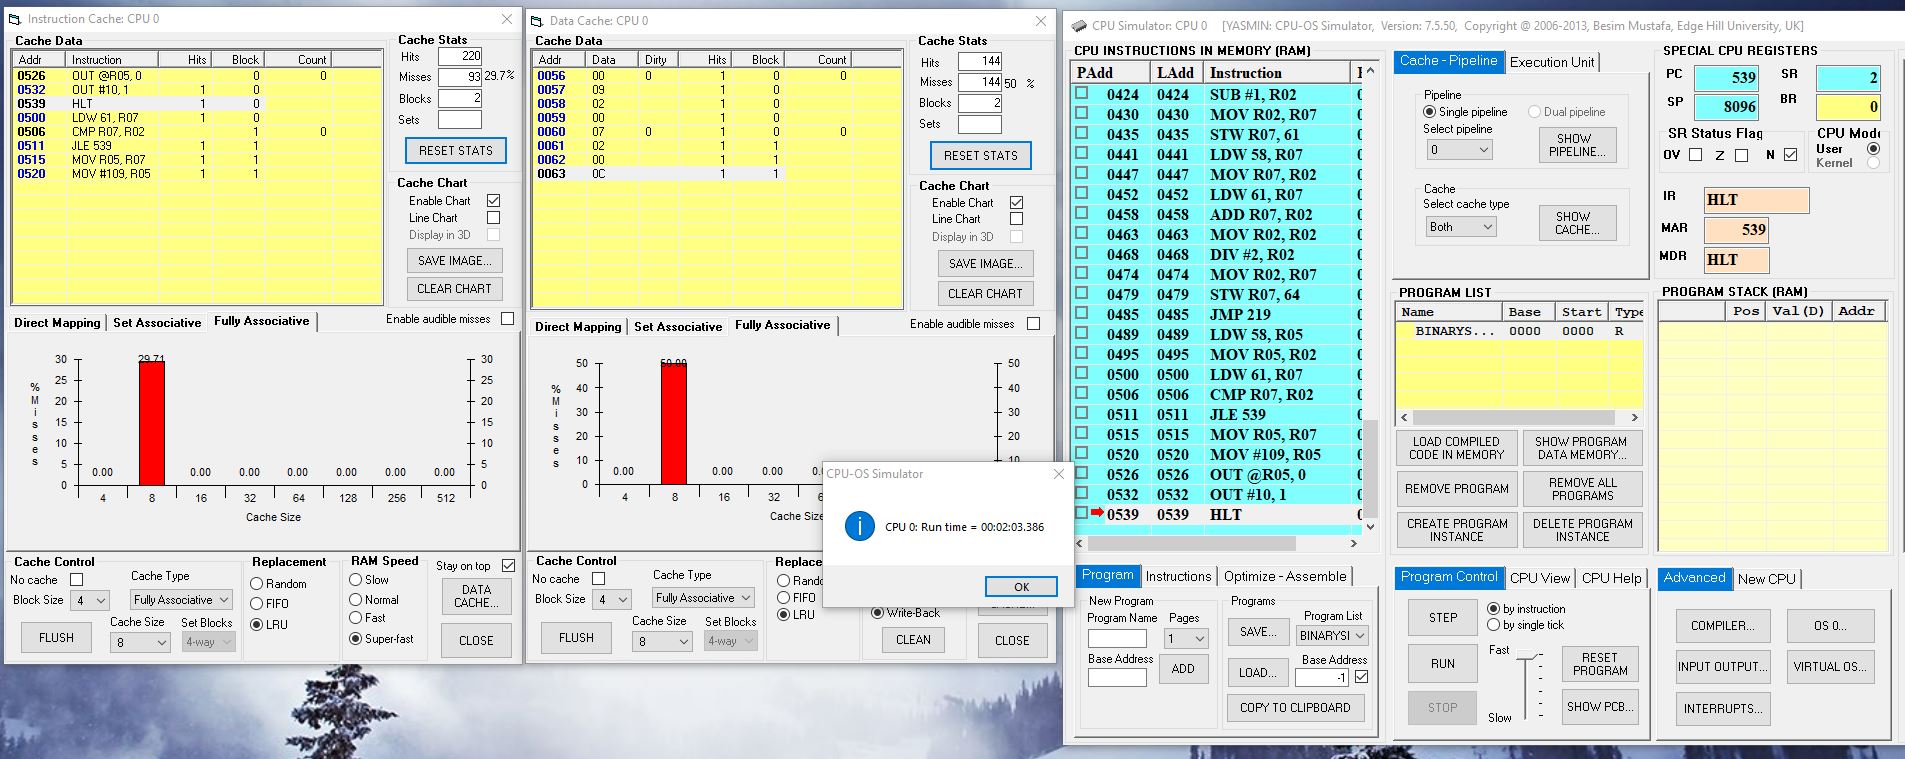 Instruction Cache: CPU 0
Cache Data
Addr Instruction Hits Block Count
0526 OUT @R05, 0 0 0
0532 OUT #10, 1 1 0
0539 HLT 1 0
0500 LDW 61, R07 1 0
0506 CMP R07, R02 1 0
0511 JLE 539 1 1
0515 MOV R05, R07 1 1
0520 MOV #109, R05 1 1
Cache Stats
Hits 220
Misses 93 29.7%
Blocks 2
Sets
RESET STATS
Cache Chart
Enable Chart
Line Chart
Display in 3D
SAVE IMAGE...
CLEAR CHART
Direct Mapping Set Associative Fully Associative
Enable audible misses
% Misses
30 29.71 30
25 25
20 20
15 15
10 10
5 5
0 0.00 0.00 0.00 0.00 0.00 0.00 0.00 0
4 8 16 32 64 128 256 512
Cache Size
Cache Control
No cache
Block Size 4
FLUSH
Cache Type
Fully Associative
Cache Size Set Blocks
8 4-way
Replacement
Random
FIFO
LRU
RAM Speed
Slow
Normal
Fast
Super-fast
Stay on top
DATA CACHE...
CLOSE
Data Cache: CPU 0
Cache Data
Addr Data Dirty Hits Block Count
0056 00 0 1 0 0
0057 09 1 0
0058 02 1 0
0059 00 1 0
0060 07 0 1 0 0
0061 02 1 1
0062 00 1 1
0063 0C 1 1
Cache Stats
Hits 144
Misses 144 50 %
Blocks 2
Sets
RESET STATS
Cache Chart
Enable Chart
Line Chart
Display in 3D
SAVE IMAGE...
CLEAR CHART
Direct Mapping Set Associative Fully Associative
Enable audible misses
% Misses
50 50.00 50
40 40
30 30
20 20
10 10
0 0.00 0.00 0.00 0.00
4 8 16 32 64
Cache Size
Cache Control
No cache
Block Size 4
FLUSH
Cache Type
Fully Associative
Cache Size Set Blocks
8 4-way
FIFO
LRU
Write-Back
CLEAN
CLOSE
CPU-OS Simulator
CPU 0: Run time = 00:02:03.386
OK
CPU Simulator: CPU 0 [YASMIN: CPU-OS Simulator, Version: 7.5.50, Copyright @ 2006-2013, Besim Mustafa, Edge Hill University, UK]
CPU INSTRUCTIONS IN MEMORY (RAM)
PAdd LAdd Instruction
0424 0424 SUB #1, R02
0430 0430 MOV R02, R07
0435 0435 STW R07, 61
0441 0441 LDW 58, R07
0447 0447 MOV R07, R02
0452 0452 LDW 61, R07
0458 0458 ADD R07, R02
0463 0463 MOV R02, R02
0468 0468 DIV #2, R02
0474 0474 MOV R02, R07
0479 0479 STW R07, 64
0485 0485 JMP 219
0489 0489 LDW 58, R05
0495 0495 MOV R05, R02
0500 0500 LDW 61, R07
0506 0506 CMP R07, R02
0511 0511 JLE 539
0515 0515 MOV R05, R07
0520 0520 MOV #109, R05
0526 0526 OUT @R05, 0
0532 0532 OUT #10, 1
0539 0539 HLT
Program Instructions Optimize - Assemble
New Program
Program Name Pages
1
Base Address
ADD
Programs
SAVE...
Program List
BINARYSI
LOAD...
Base Address
-1
COPY TO CLIPBOARD
Cache - Pipeline Execution Unit
Pipeline
Single pipeline Dual pipeline
Select pipeline
0
SHOW PIPELINE...
Cache
Select cache type
Both
SHOW CACHE...
SPECIAL CPU REGISTERS
PC 539 SR 2
SP 8096 BR 0
SR Status Flag
OV Z N
User
Kernel
IR HLT
MAR 539
MDR HLT
PROGRAM LIST
Name Base Start Type
BINARYS... 0000 0000 R
LOAD COMPILED CODE IN MEMORY
SHOW PROGRAM DATA MEMORY...
REMOVE PROGRAM
REMOVE ALL PROGRAMS
CREATE PROGRAM INSTANCE
DELETE PROGRAM INSTANCE
PROGRAM STACK (RAM)
Pos Val(D) Addr
Program Control CPU View CPU Help
STEP
by instruction
by single tick
RUN
STOP
Fast
Slow
RESET PROGRAM
SHOW PCB...
Advanced New CPU
COMPILER... OS 0...
INPUT OUTPUT... VIRTUAL OS...
INTERRUPTS...